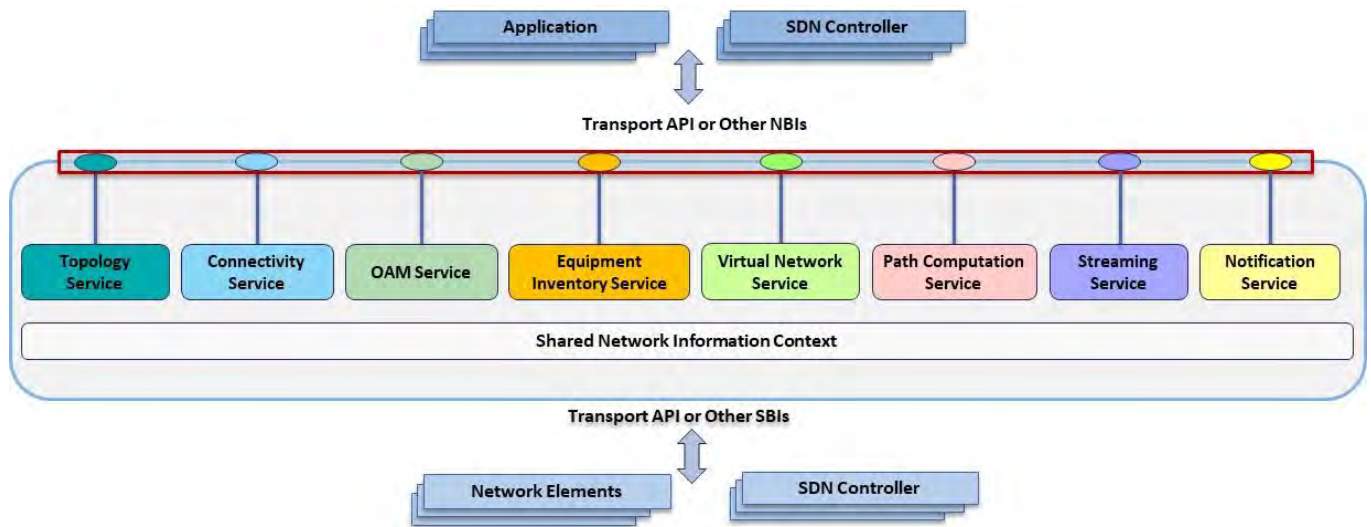 Application
SDN Controller
Transport API or Other NBIs
Topology
Service
Connectivity
Service
OAM Service
Equipment
Inventory Service
Virtual Network
Service
Path Computation
Service
Streaming
Service
Notification
Service
Shared Network Information Context
Transport API or Other SBIs
Network Elements
SDN Controller